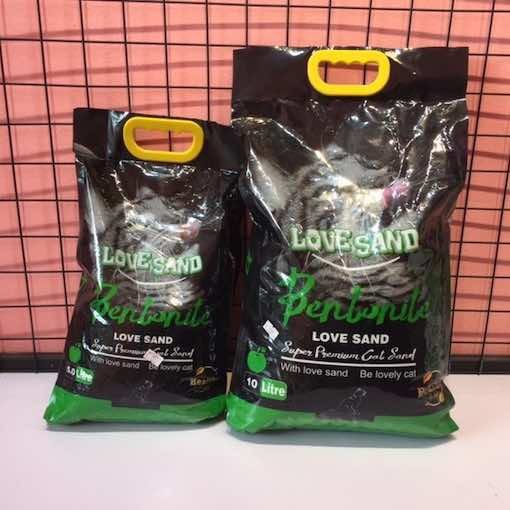 LOVE SAND
Bentonite
LOVE SAND
Super Premium Cat Sand
With love sand Be lovely cat
5.0 Litre
LOVE SAND
Bentonite
LOVE SAND
Super Premium Cat Sand
With love sand Be lovely cat
10 Litre